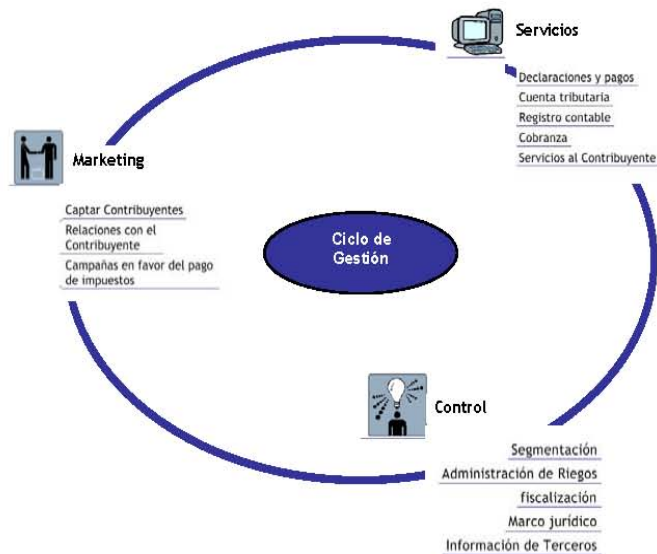 Servicios
Declaraciones y pagos
Cuenta tributaria
Registro contable
Cobranza
Servicios al Contribuyente
Marketing
Captar Contribuyentes
Relaciones con el
Contribuyente
Campañas en favor del pago
de impuestos
Ciclo de
Gestión
Control
Segmentación
Administración de Riegos
fiscalización
Marco jurídico
Información de Terceros